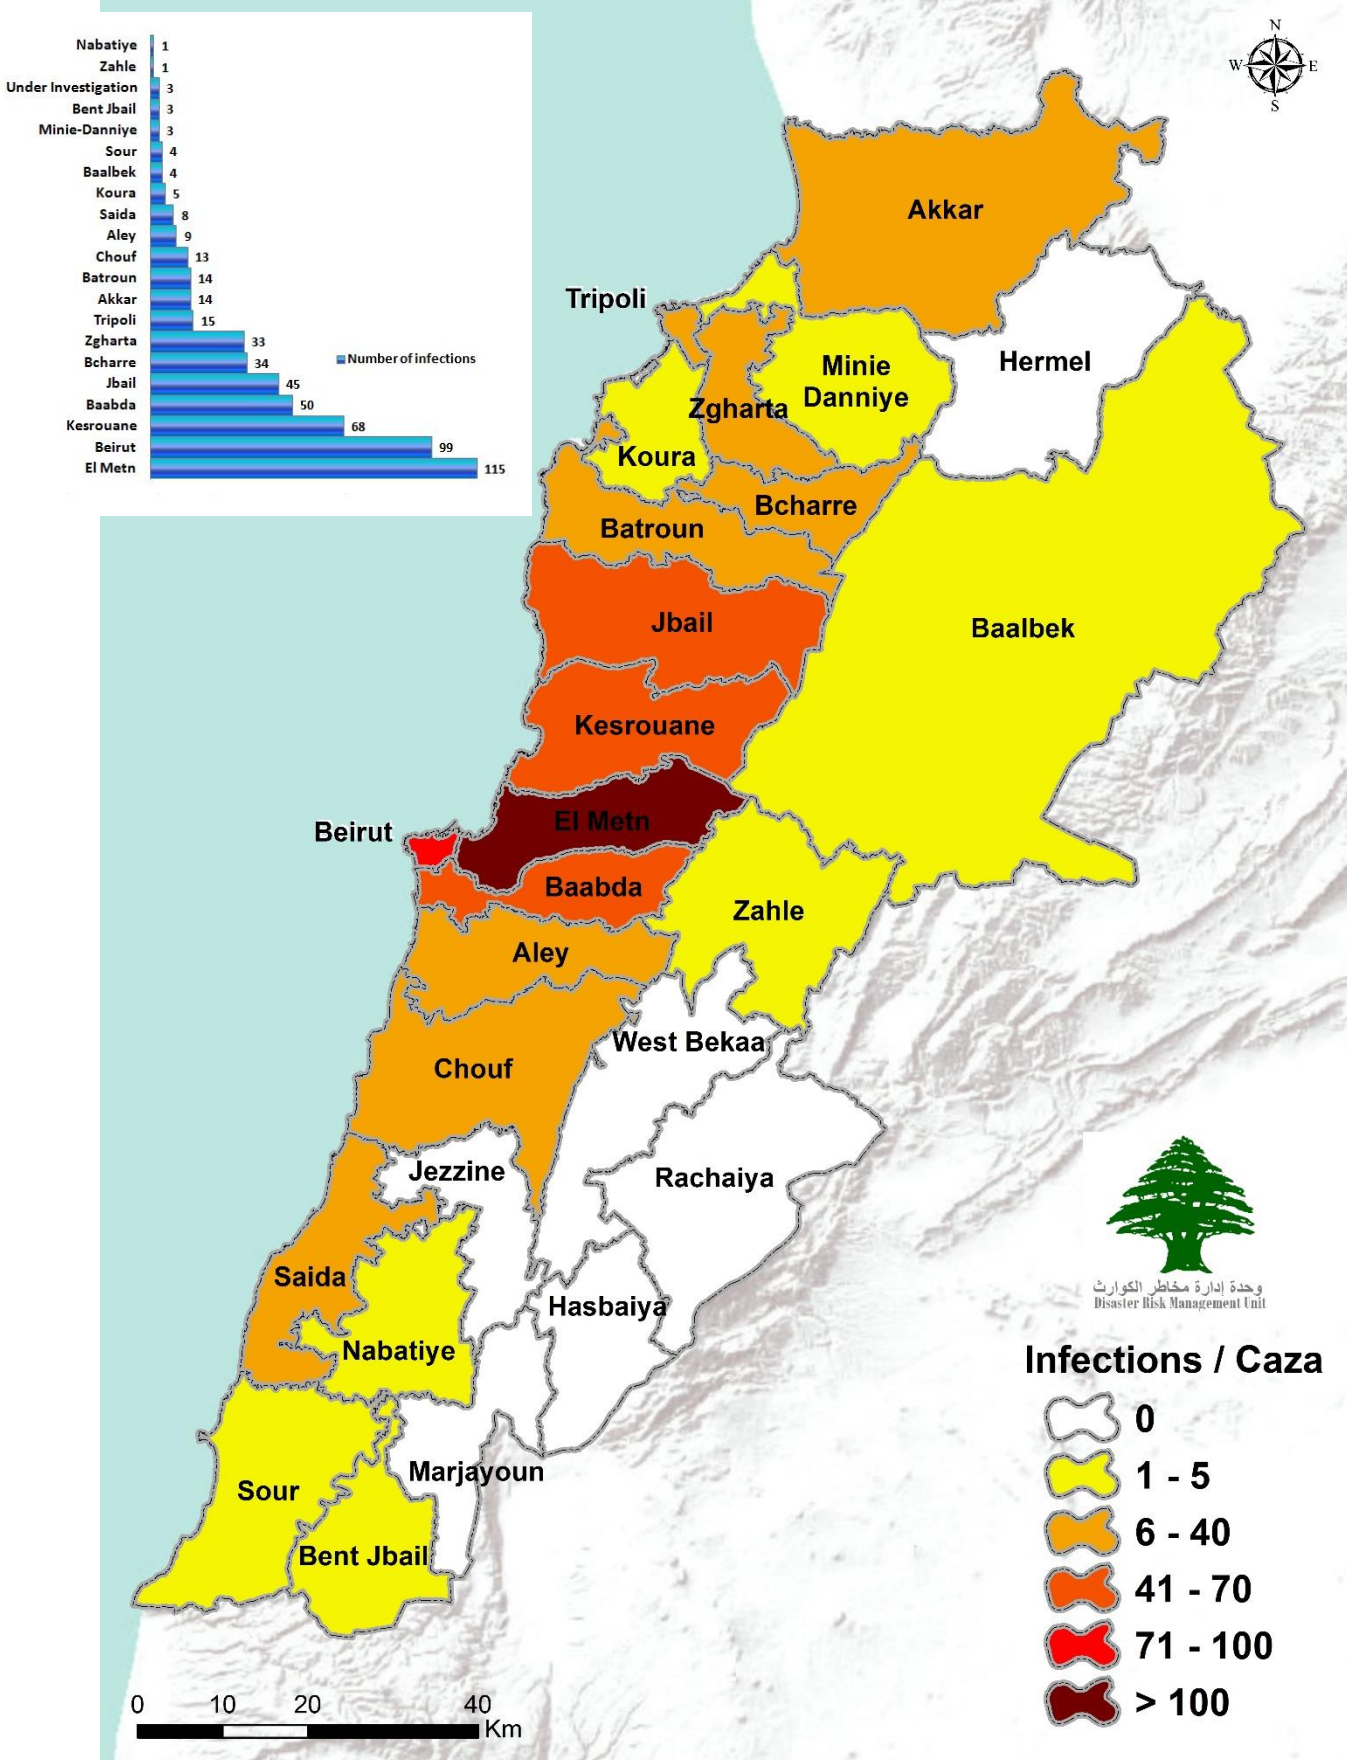 Nabatiye 1
Zahle 1
Under Investigation 3
Bent Jbail 3
Minie-Danniye 3
Sour 4
Baalbek 4
Koura 5
Saida 8
Aley 9
Chouf 13
Batroun 14
Akkar 14
Tripoli 15
Zgharta 33
Bcharre 34
Jbail 45
Baabda 50
Kesrouane 68
Beirut 99
El Metn 115
Number of infections
N
W E
S
Akkar
Tripoli
Hermel
Minie
Danniye
Zgharta
Koura
Bcharre
Batroun
Jbail
Baalbek
Kesrouane
El Metn
Beirut
Baabda
Zahle
Aley
West Bekaa
Chouf
Jezzine
Rachaiya
Saida
Hasbaiya
Nabatiye
Marjayoun
Sour
Bent Jbail
وحدة إدارة مخاطر الكوارث
Disaster Risk Management Unit
Infections / Caza
0
1 - 5
6 - 40
41 - 70
71 - 100
> 100
0 10 20 40
Km